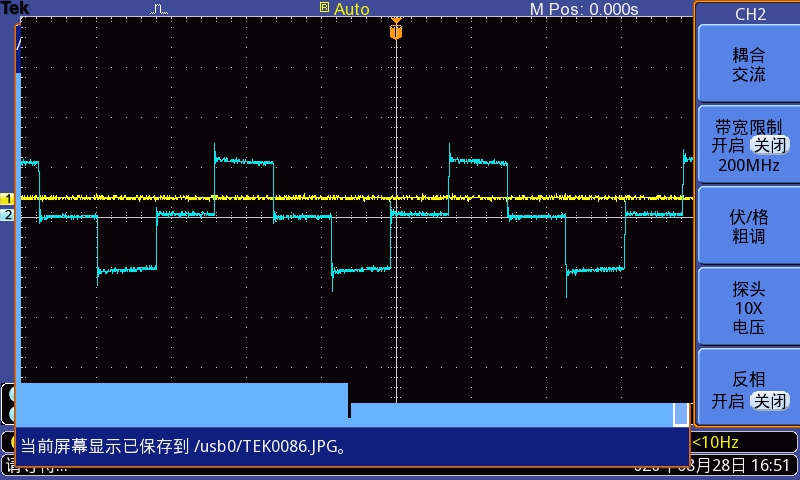 Tek
Auto
M Pos: 0.000s
CH2
耦合
交流
带宽限制
开启 关闭
200MHz
1
2
伏/格
粗调
探头
10X
电压
反相
开启 关闭
当前屏幕显示已保存到 /usb0/TEK0086.JPG。
<10Hz
08月28日 16:51